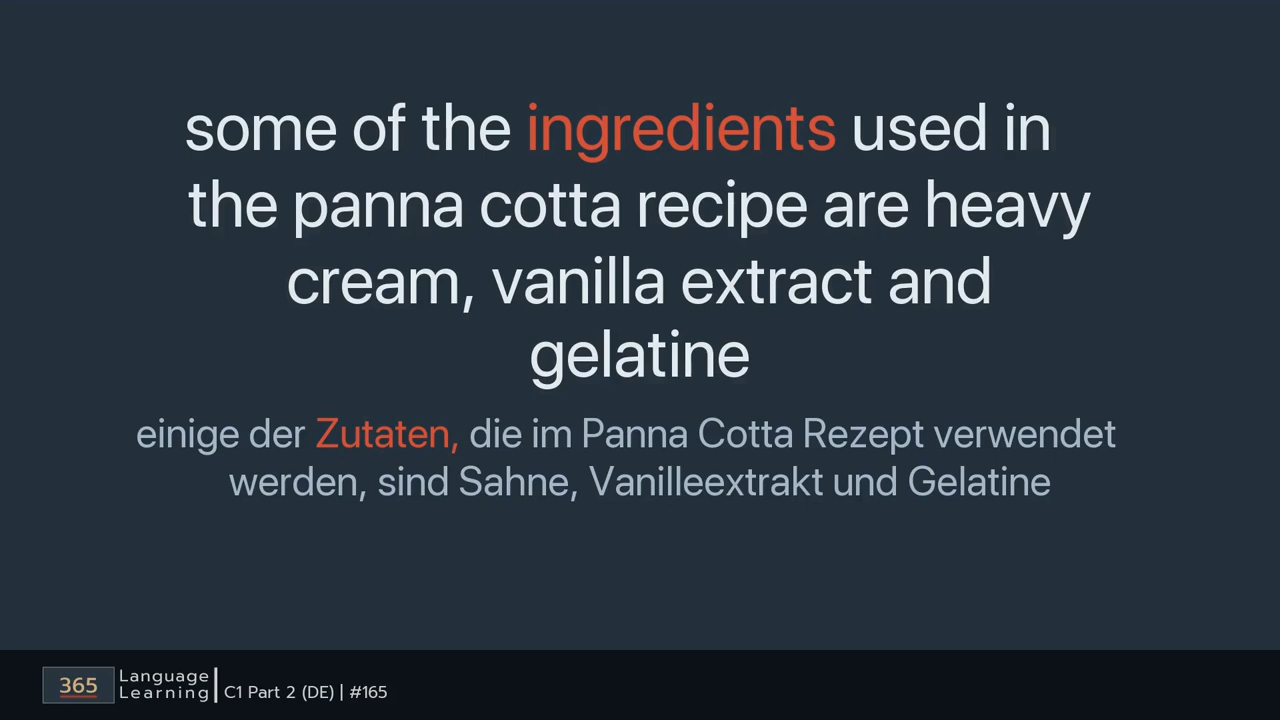 some of the ingredients used in
the panna cotta recipe are heavy
cream, vanilla extract and
gelatine
einige der Zutaten, die im Panna Cotta Rezept verwendet
werden, sind Sahne, Vanilleextrakt und Gelatine
365
Language
Learning
C1 Part 2 (DE) | #165